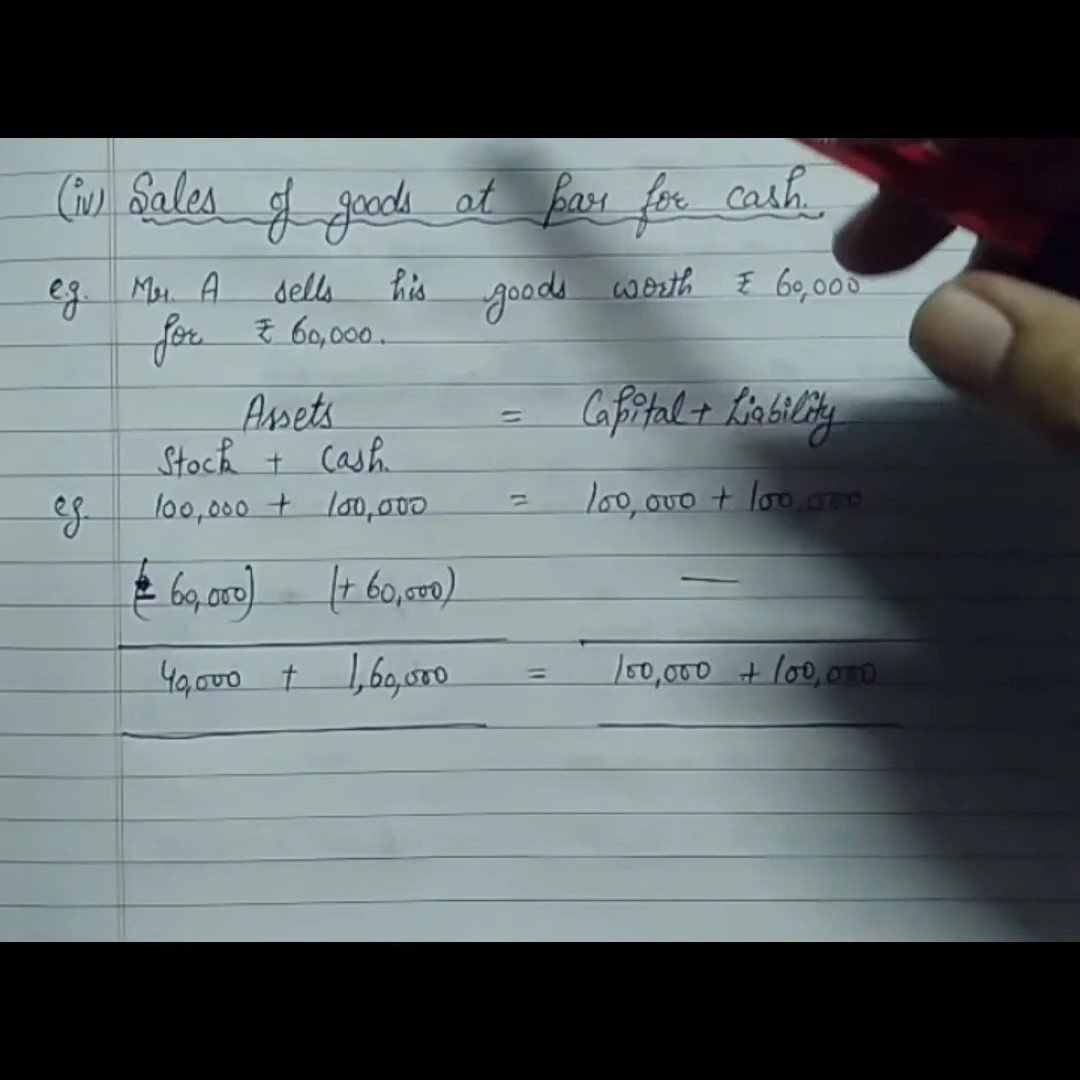 (iv) Sales of goods at par for cash.
e.g. Mr. A sells his goods worth ₹ 60,000
for ₹ 60,000.
Assets = Capital + Liability
Stock + Cash.
eg. 100,000 + 100,000 = 100,000 + 100,000
(- 60,000) (+ 60,000) —
40,000 + 1,60,000 = 100,000 + 100,000